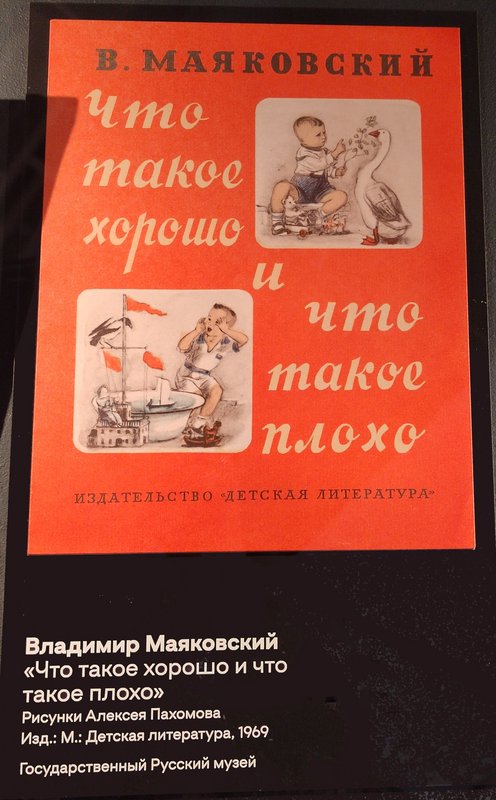 В. МАЯКОВСКИЙ
Что
такое
хорошо
и
что
такое
плохо
ИЗДАТЕЛЬСТВО «ДЕТСКАЯ ЛИТЕРАТУРА»
Владимир Маяковский
«Что такое хорошо и что
такое плохо»
Рисунки Алексея Пахомова
Изд.: М.: Детская литература, 1969
Государственный Русский музей